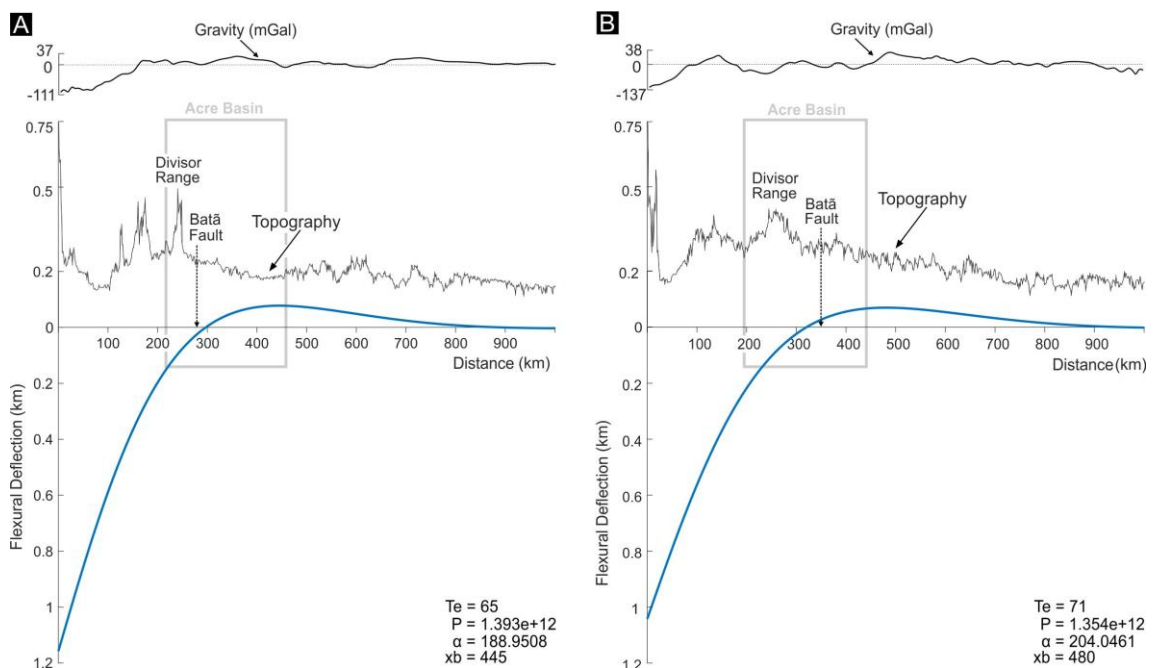 A
Gravity (mGal)
37
0
-111
Acre Basin
0.75
Divisor
Range
0.5
Batã
Fault
Topography
0.2
0
100 200 300 400 500 600 700 800 900
Distance (km)
0.2
0.4
0.6
0.8
1
1.2
Flexural Deflection (km)
Te = 65
P = 1.393e+12
α = 188.9508
xb = 445
B
Gravity (mGal)
38
0
-137
Acre Basin
0.75
Divisor
Range
0.5
Batã
Fault
Topography
0.2
0
100 200 300 400 500 600 700 800 900
Distance (km)
0.2
0.4
0.6
0.8
1
1.2
Flexural Deflection (km)
Te = 71
P = 1.354e+12
α = 204.0461
xb = 480